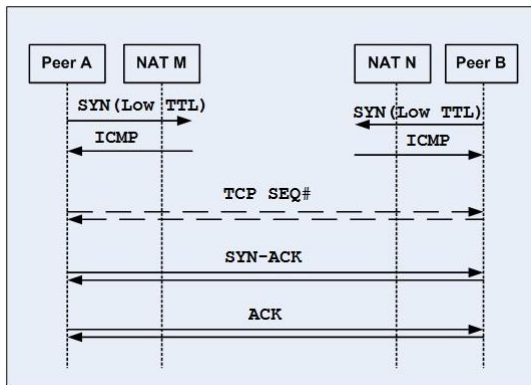 Peer A NAT M NAT N Peer B
SYN(Low TTL) SYN(Low TTL)
ICMP ICMP
TCP SEQ#
SYN-ACK
ACK